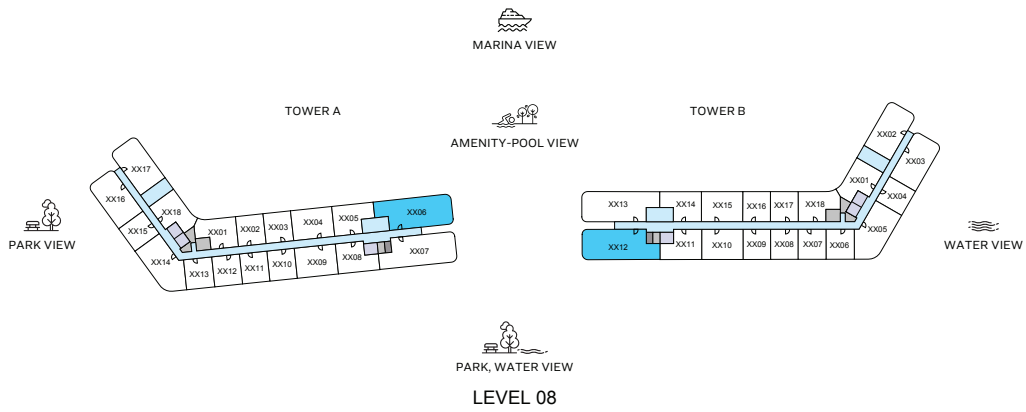 MARINA VIEW
TOWER A
TOWER B
AMENITY-POOL VIEW
PARK VIEW
WATER VIEW
XX17
XX16
XX18
XX15
XX14
XX01
XX02
XX03
XX04
XX05
XX06
XX13
XX12
XX11
XX10
XX09
XX08
XX07
XX02
XX03
XX01
XX04
XX05
XX13
XX14
XX15
XX16
XX17
XX18
XX12
XX11
XX10
XX09
XX08
XX07
XX06
PARK, WATER VIEW
LEVEL 08